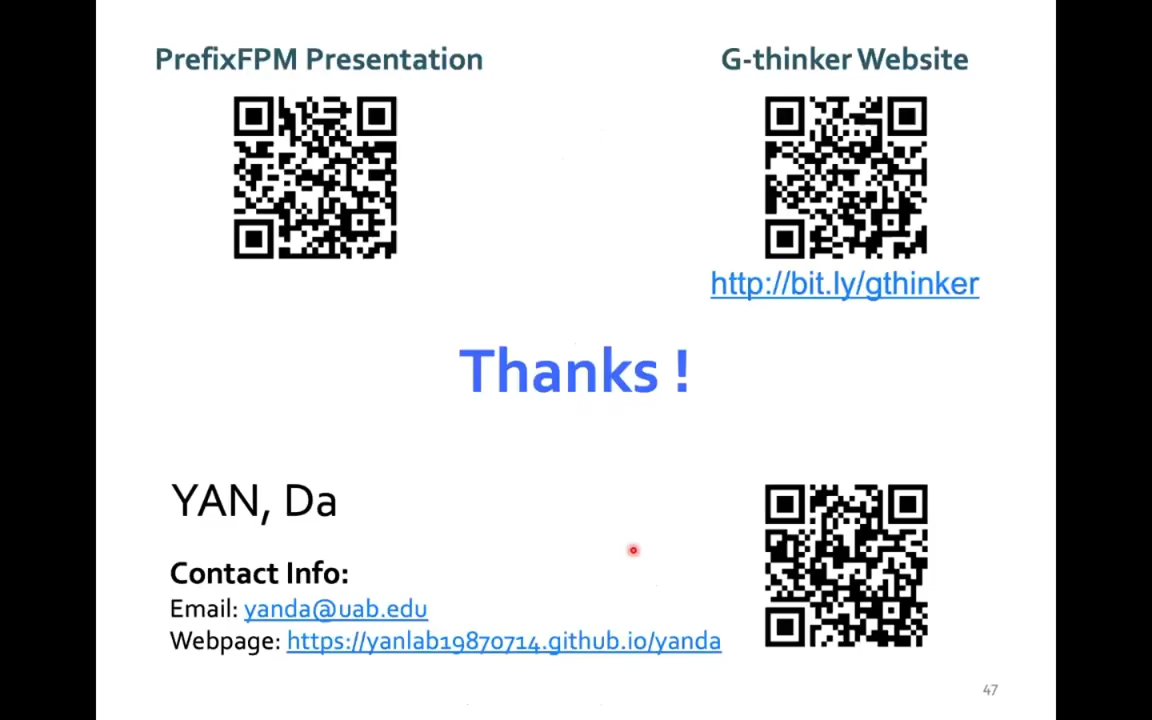 PrefixFPM Presentation
G-thinker Website
http://bit.ly/gthinker
Thanks !
YAN, Da
Contact Info:
Email: yanda@uab.edu
Webpage: https://yanlab19870714.github.io/yanda
47